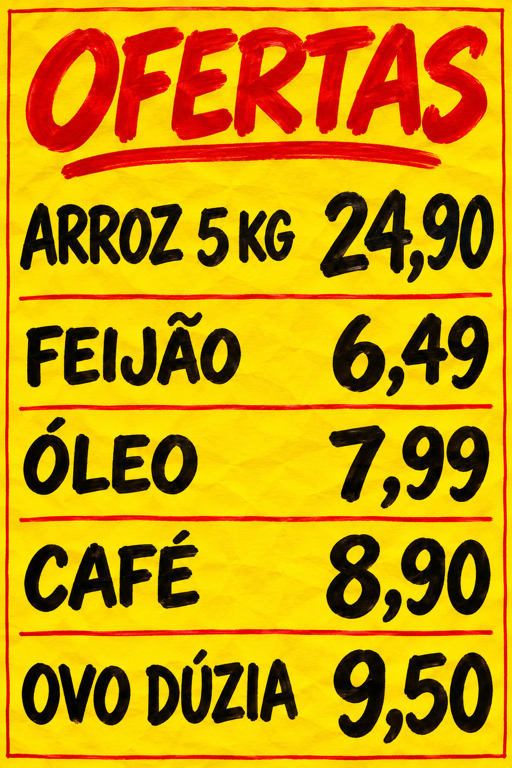 OFERTAS
ARROZ 5 KG 24,90
FEIJÃO 6,49
ÓLEO 7,99
CAFÉ 8,90
OVO DÚZIA 9,50